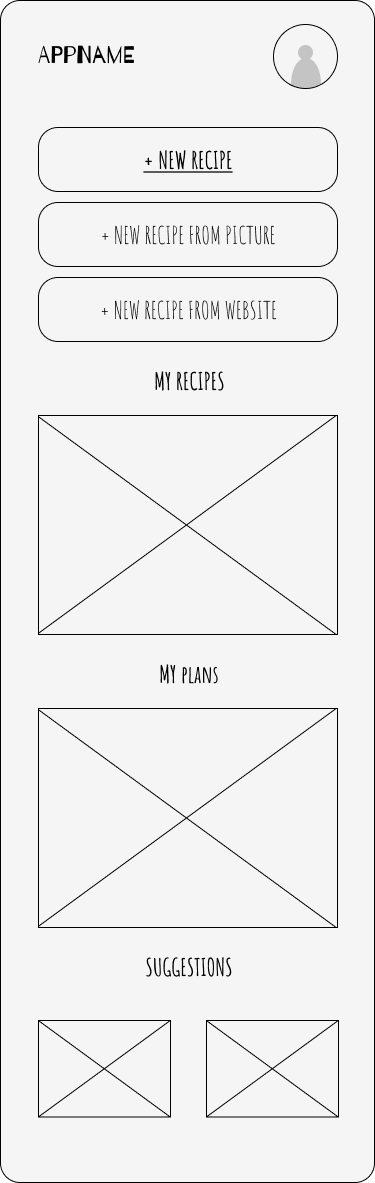 APPNAME
+ NEW RECIPE
+ NEW RECIPE FROM PICTURE
+ NEW RECIPE FROM WEBSITE
MY RECIPES
MY plans
SUGGESTIONS